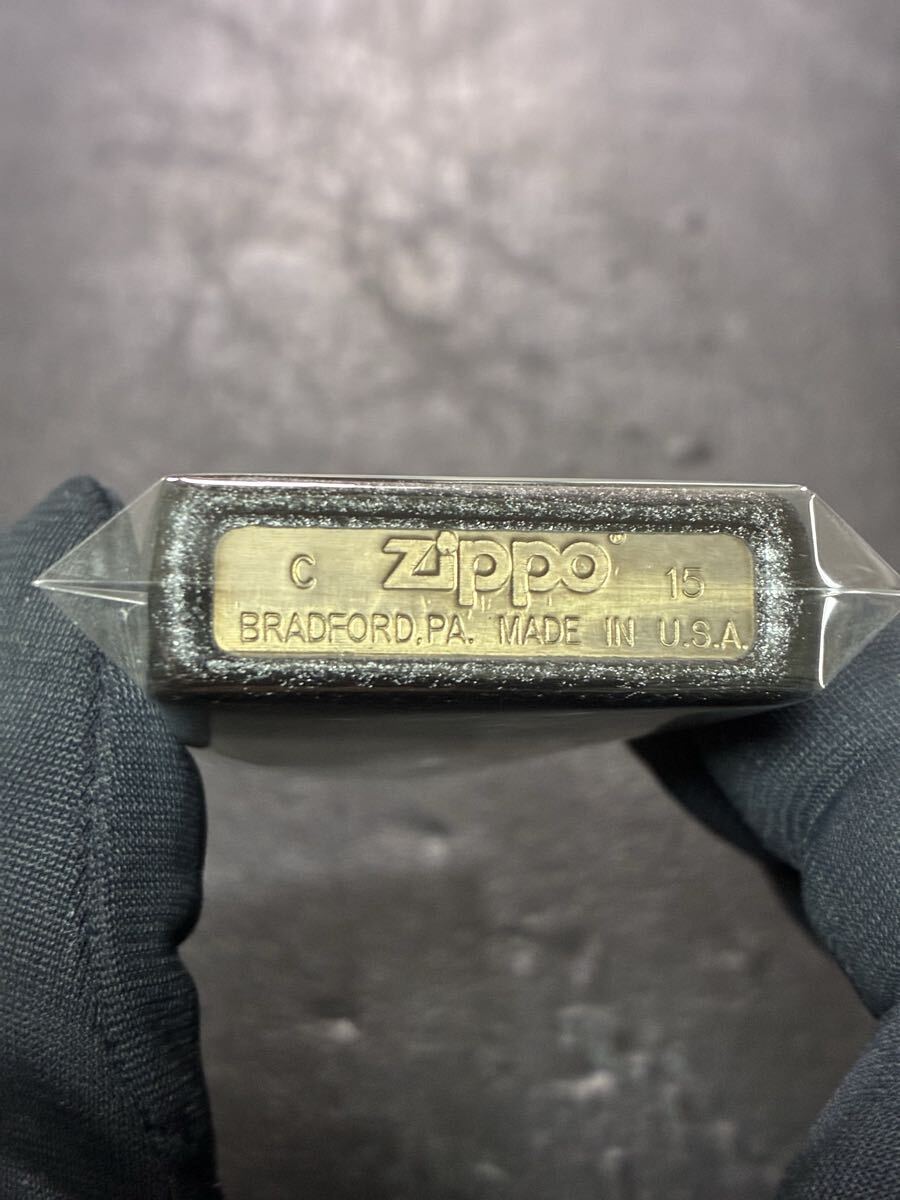 C zippo® 15
BRADFORD, PA. MADE IN U.S.A.